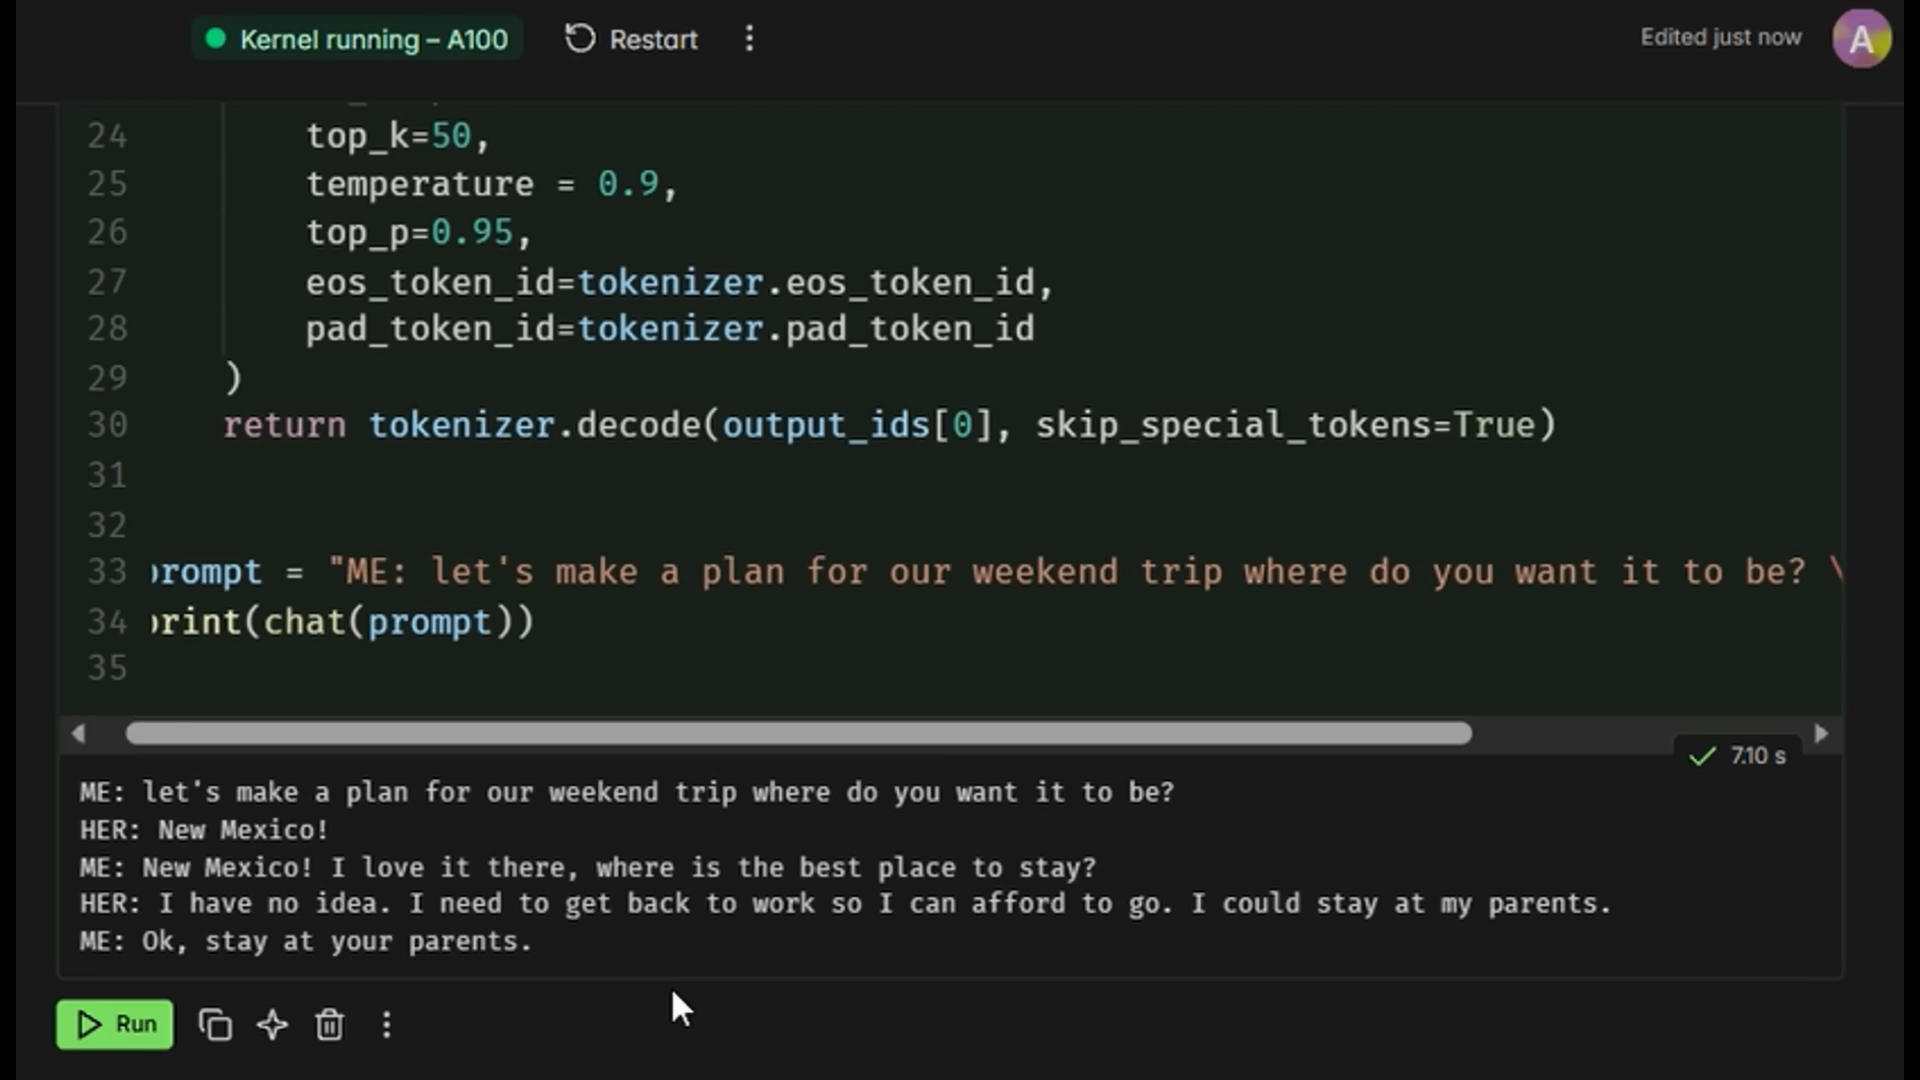 Kernel running – A100 Restart Edited just now A
24 top_k=50,
25 temperature = 0.9,
26 top_p=0.95,
27 eos_token_id=tokenizer.eos_token_id,
28 pad_token_id=tokenizer.pad_token_id
29 )
30 return tokenizer.decode(output_ids[0], skip_special_tokens=True)
31
32
33 prompt = "ME: let's make a plan for our weekend trip where do you want it to be? \
34 print(chat(prompt))
35
7.10 s
ME: let's make a plan for our weekend trip where do you want it to be?
HER: New Mexico!
ME: New Mexico! I love it there, where is the best place to stay?
HER: I have no idea. I need to get back to work so I can afford to go. I could stay at my parents.
ME: Ok, stay at your parents.
Run